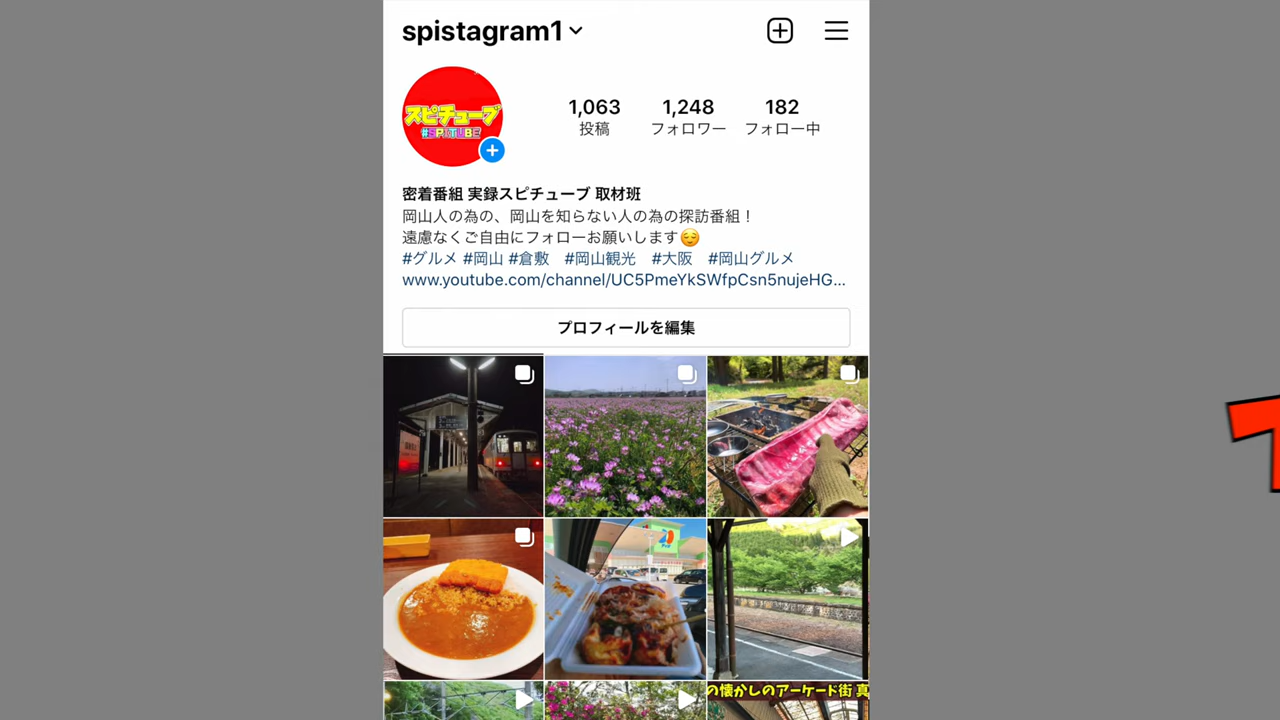 spistagram1
スピチューブ
#SPITUBE
1,063
1,248
182
投稿
フォロワー
フォロー中
密着番組 実録スピチューブ 取材班
岡山人の為の、岡山を知らない人の為の探訪番組！
遠慮なくご自由にフォローお願いします😌
#グルメ #岡山 #倉敷　#岡山観光　#大阪　#岡山グルメ
www.youtube.com/channel/UC5PmeYkSWfpCsn5nujeHG...
プロフィールを編集
の懐かしのアーケード街 真